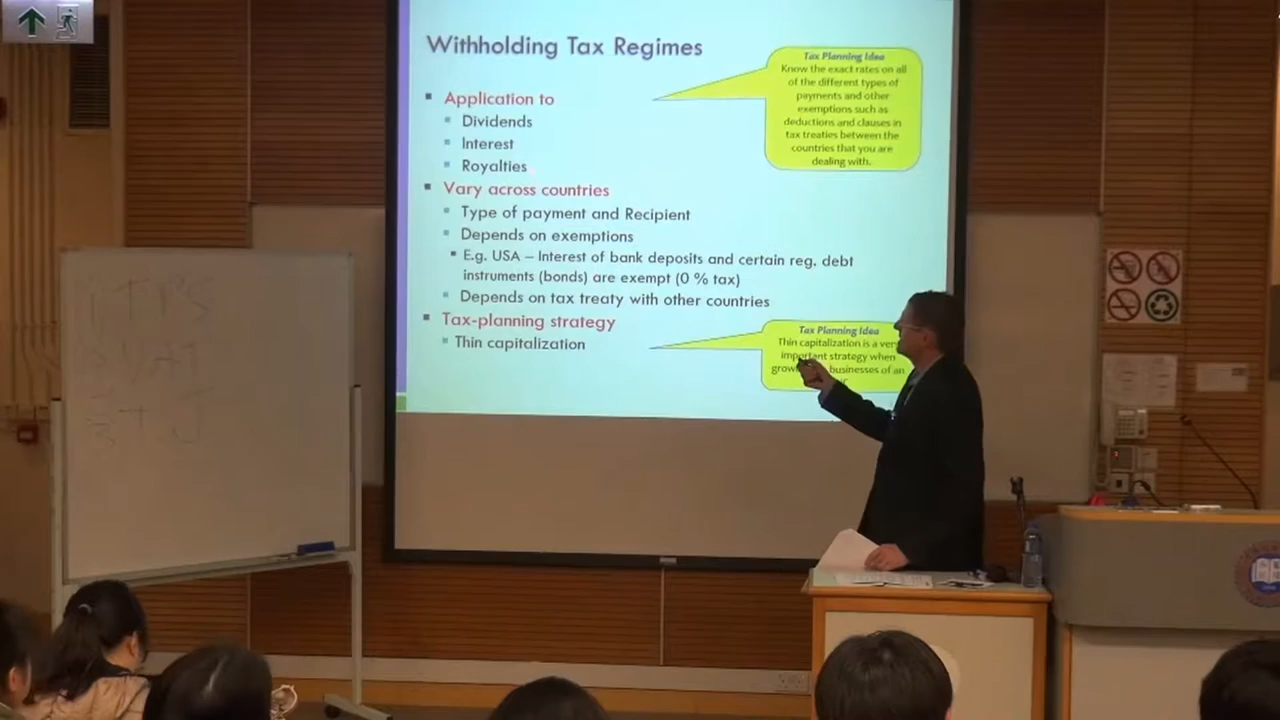 Withholding Tax Regimes
Application to
Dividends
Interest
Royalties
Vary across countries
Type of payment and Recipient
Depends on exemptions
E.g. USA – Interest of bank deposits and certain reg. debt
instruments (bonds) are exempt (0 % tax)
Depends on tax treaty with other countries
Tax-planning strategy
Thin capitalization
Tax Planning Idea
Know the exact rates on all
of the different types of
payments and other
exemptions such as
deductions and clauses in
tax treaties between the
countries that you are
dealing with.
Tax Planning Idea
Thin capitalization is a very
important strategy when
businesses of an